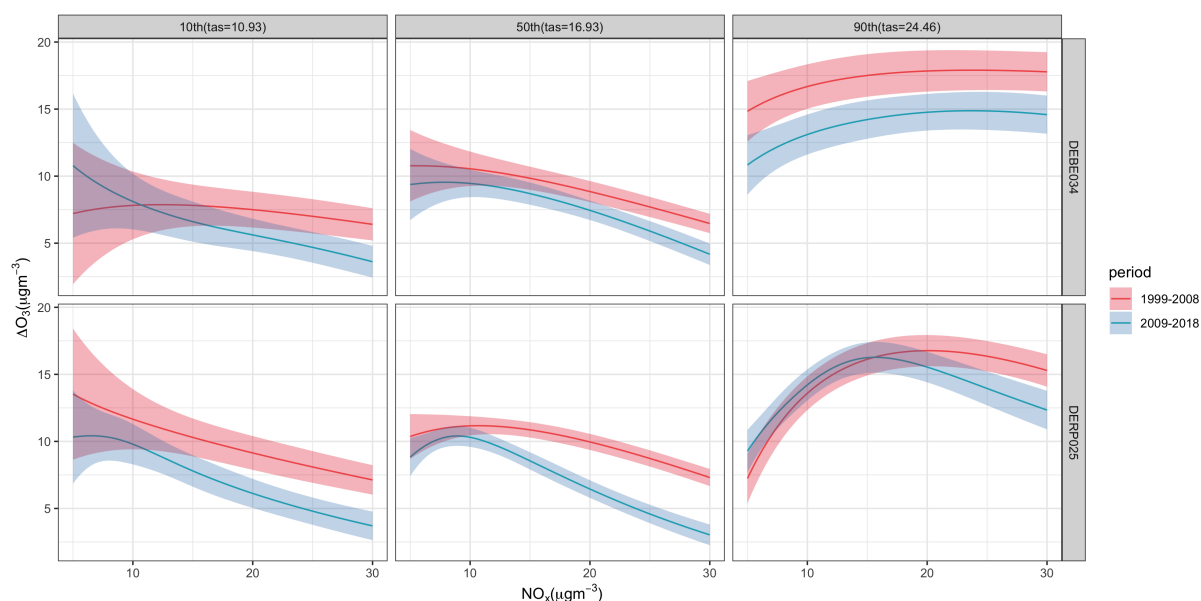 10th(tas=10.93) 50th(tas=16.93) 90th(tas=24.46)
20
15
10
5
DEBE034
20
15
10
5
DERP025
ΔO₃(μgm⁻³)
10 20 30 10 20 30 10 20 30
NOₓ(μgm⁻³)
period
1999-2008
2009-2018